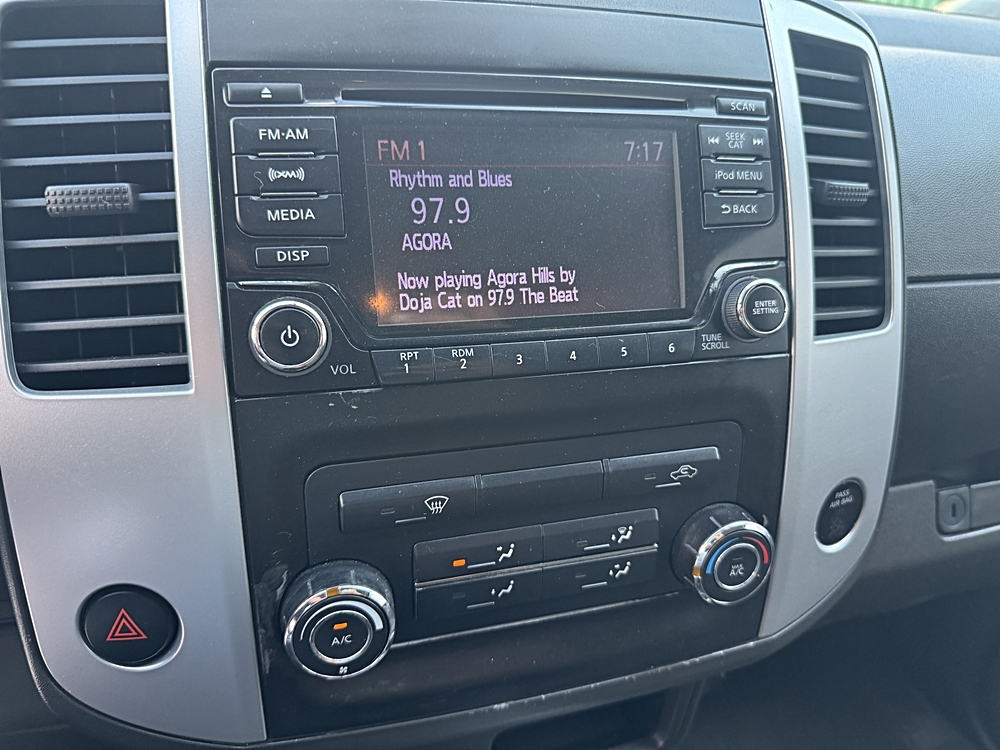 SCAN
FM·AM
SEEK
CAT
((XM))
iPod MENU
MEDIA
BACK
DISP
FM 1 7:17
Rhythm and Blues
97.9
AGORA
Now playing Agora Hills by
Doja Cat on 97.9 The Beat
ENTER
SETTING
TUNE
SCROLL
VOL
RPT
1
RDM
2
3
4
5
6
PASS
AIR BAG
MAX
A/C
A/C